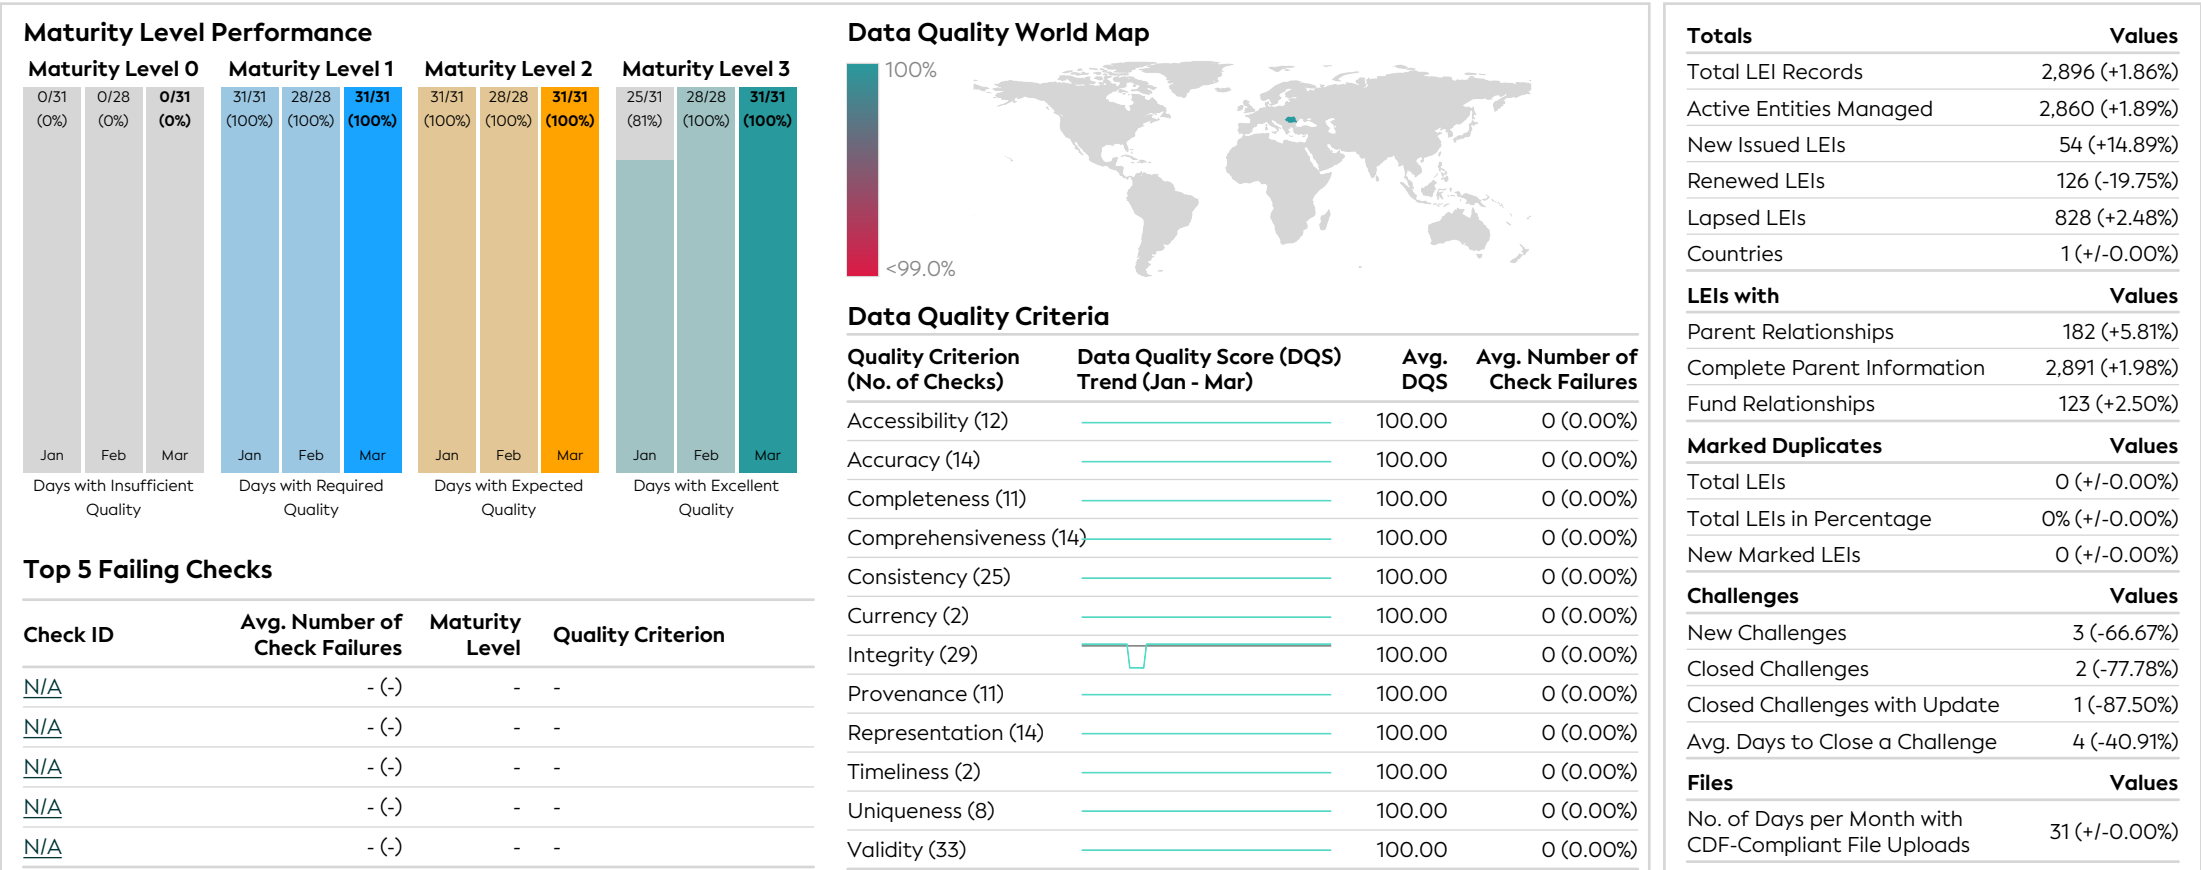 Maturity Level Performance
Maturity Level 0
Maturity Level 1
Maturity Level 2
Maturity Level 3
0/31 0/28 0/31
(0%) (0%) (0%)
31/31 28/28 31/31
(100%) (100%) (100%)
31/31 28/28 31/31
(100%) (100%) (100%)
25/31 28/28 31/31
(81%) (100%) (100%)
Jan Feb Mar
Jan Feb Mar
Jan Feb Mar
Jan Feb Mar
Days with Insufficient
Quality
Days with Required
Quality
Days with Expected
Quality
Days with Excellent
Quality
Top 5 Failing Checks
Check ID
Avg. Number of
Check Failures
Maturity
Level
Quality Criterion
N/A - (-) - -
N/A - (-) - -
N/A - (-) - -
N/A - (-) - -
N/A - (-) - -
Data Quality World Map
100%
<99.0%
Data Quality Criteria
Quality Criterion
(No. of Checks)
Data Quality Score (DQS)
Trend (Jan - Mar)
Avg.
DQS
Avg. Number of
Check Failures
Accessibility (12) 100.00 0 (0.00%)
Accuracy (14) 100.00 0 (0.00%)
Completeness (11) 100.00 0 (0.00%)
Comprehensiveness (14) 100.00 0 (0.00%)
Consistency (25) 100.00 0 (0.00%)
Currency (2) 100.00 0 (0.00%)
Integrity (29) 100.00 0 (0.00%)
Provenance (11) 100.00 0 (0.00%)
Representation (14) 100.00 0 (0.00%)
Timeliness (2) 100.00 0 (0.00%)
Uniqueness (8) 100.00 0 (0.00%)
Validity (33) 100.00 0 (0.00%)
Totals Values
Total LEI Records 2,896 (+1.86%)
Active Entities Managed 2,860 (+1.89%)
New Issued LEIs 54 (+14.89%)
Renewed LEIs 126 (-19.75%)
Lapsed LEIs 828 (+2.48%)
Countries 1 (+/-0.00%)
LEIs with Values
Parent Relationships 182 (+5.81%)
Complete Parent Information 2,891 (+1.98%)
Fund Relationships 123 (+2.50%)
Marked Duplicates Values
Total LEIs 0 (+/-0.00%)
Total LEIs in Percentage 0% (+/-0.00%)
New Marked LEIs 0 (+/-0.00%)
Challenges Values
New Challenges 3 (-66.67%)
Closed Challenges 2 (-77.78%)
Closed Challenges with Update 1 (-87.50%)
Avg. Days to Close a Challenge 4 (-40.91%)
Files Values
No. of Days per Month with
CDF-Compliant File Uploads 31 (+/-0.00%)